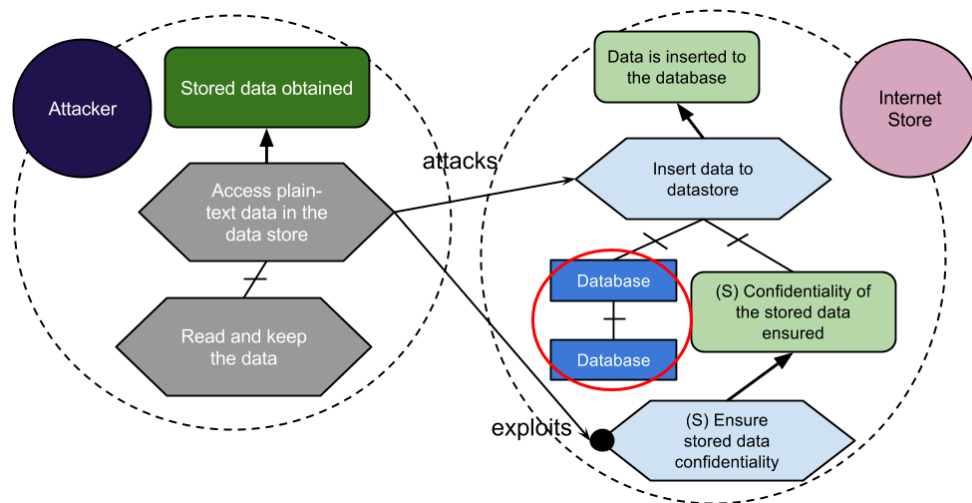 Attacker
Stored data obtained
Access plain-
text data in the
data store
Read and keep
the data
attacks
exploits
Data is inserted to
the database
Internet
Store
Insert data to
datastore
Database
Database
(S) Confidentiality of
the stored data
ensured
(S) Ensure
stored data
confidentiality